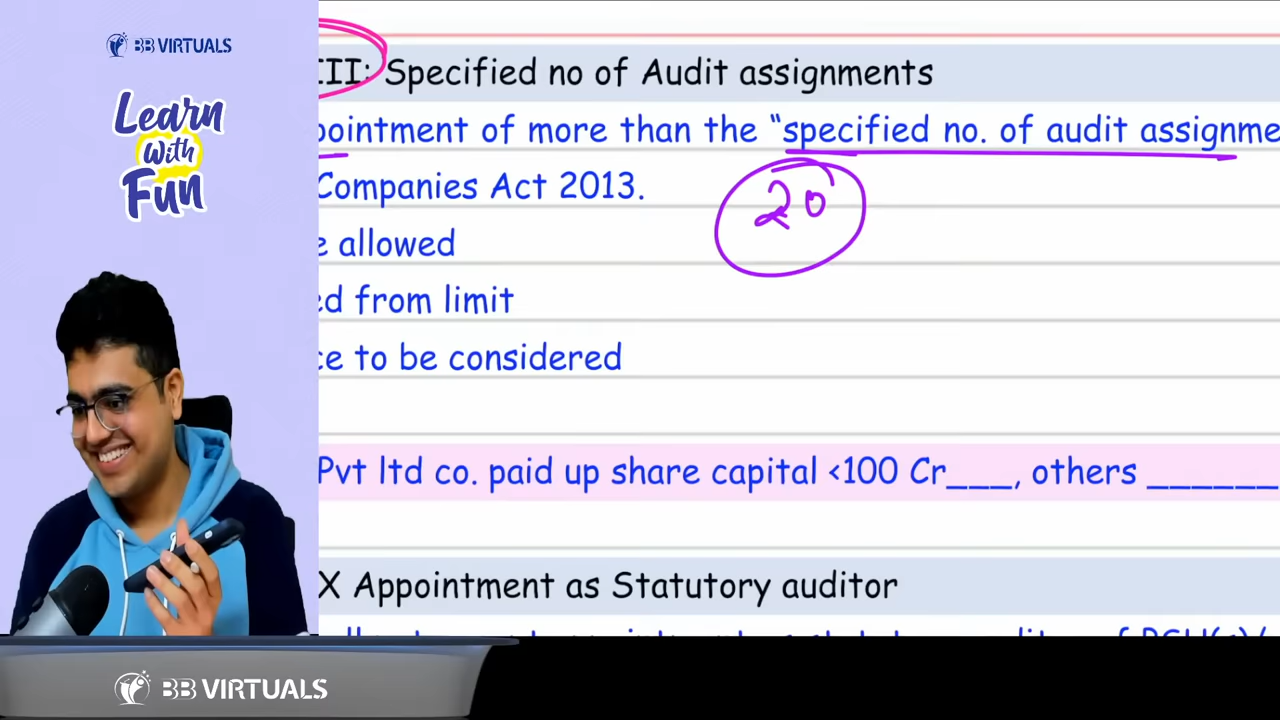 BB VIRTUALS
Learn
With
Fun
III: Specified no of Audit assignments
pointment of more than the “specified no. of audit assignme
Companies Act 2013.
20
e allowed
ed from limit
ce to be considered
Pvt ltd co. paid up share capital <100 Cr___, others ______
X Appointment as Statutory auditor
BB VIRTUALS